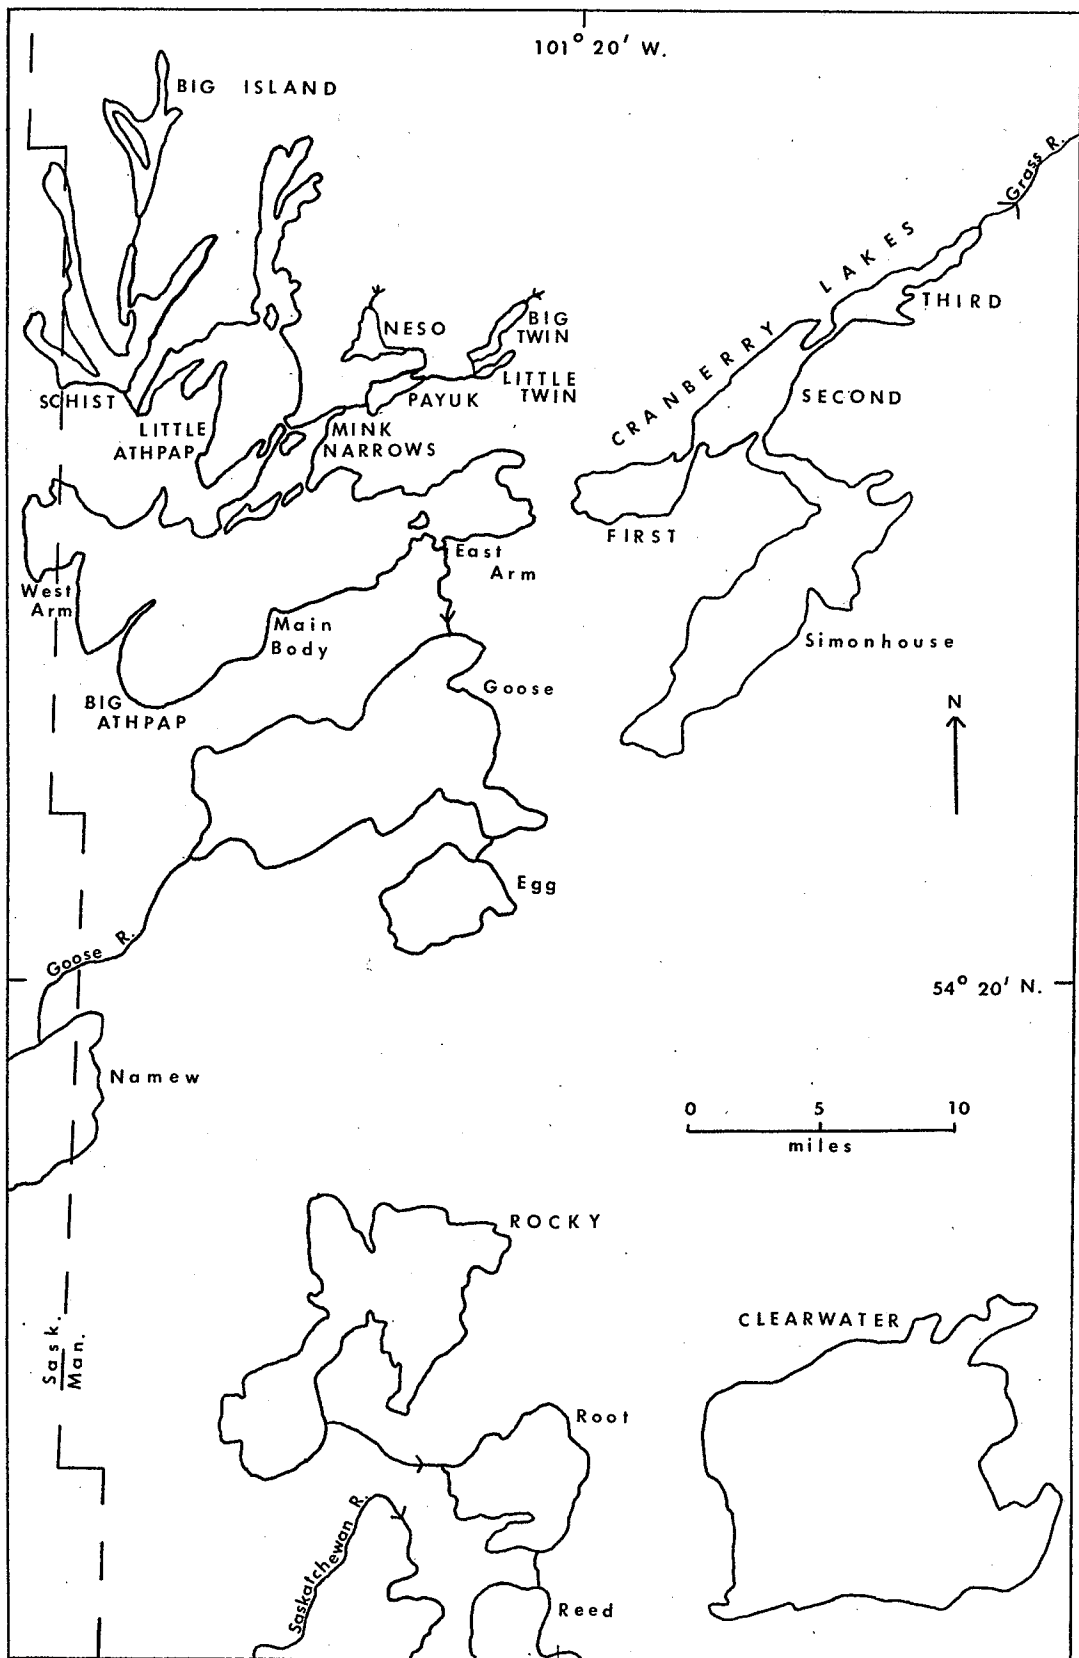 101° 20' W.
BIG ISLAND
Grass R.
CRANBERRY LAKES
THIRD
NESO
BIG
TWIN
LITTLE
TWIN
SCHIST
PAYUK
SECOND
LITTLE
ATHPAP
MINK
NARROWS
FIRST
East
Arm
West
Arm
Main
Body
Simonhouse
BIG
ATHPAP
Goose
N
Egg
Goose R.
54° 20' N.
Namew
0 5 10
miles
ROCKY
CLEARWATER
Sask.
Man.
Root
Saskatchewan R.
Reed